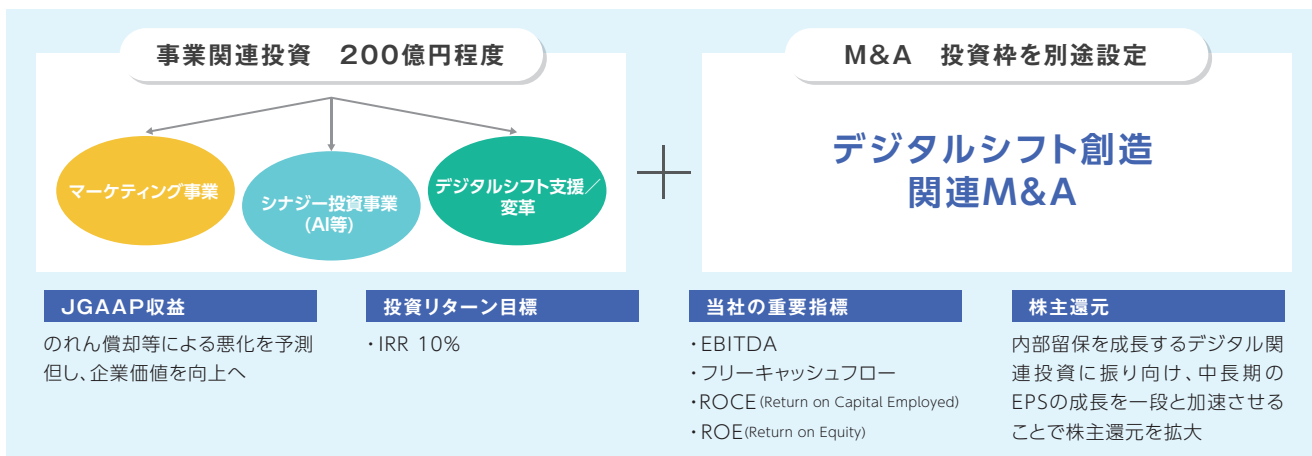 事業関連投資　200億円程度
マーケティング事業
シナジー投資事業
(AI等)
デジタルシフト支援／
変革
M&A　投資枠を別途設定
デジタルシフト創造
関連M&A
JGAAP収益
のれん償却等による悪化を予測
但し、企業価値を向上へ
投資リターン目標
・IRR 10%
当社の重要指標
・EBITDA
・フリーキャッシュフロー
・ROCE(Return on Capital Employed)
・ROE(Return on Equity)
株主還元
内部留保を成長するデジタル関
連投資に振り向け、中長期の
EPSの成長を一段と加速させる
ことで株主還元を拡大